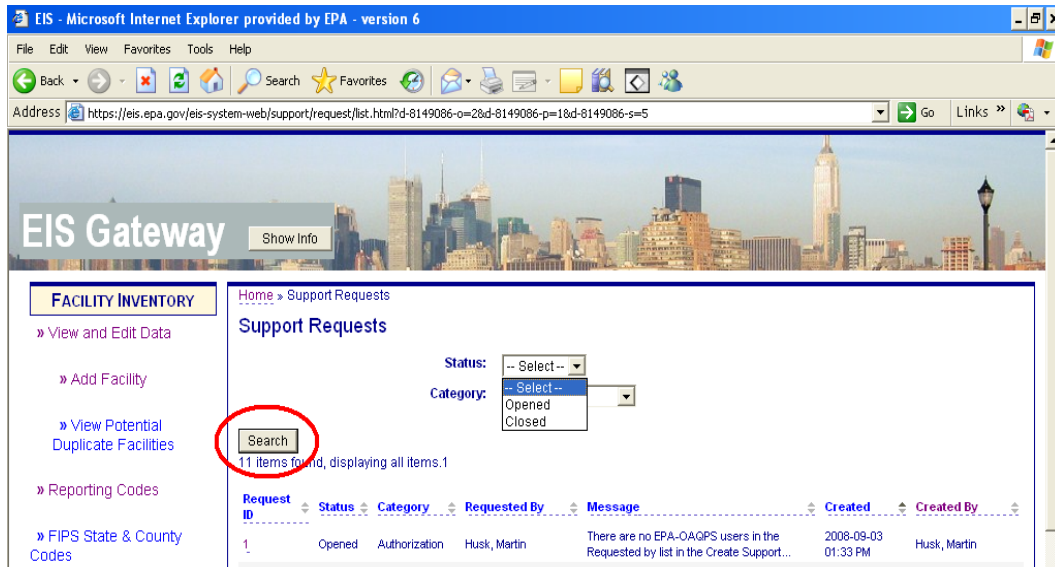 EIS - Microsoft Internet Explorer provided by EPA - version 6
File Edit View Favorites Tools Help
Back Search Favorites
Address https://eis.epa.gov/eis-system-web/support/request/list.html?d-8149086-o=2&d-8149086-p=1&d-8149086-s=5 Go Links »
EIS Gateway Show Info
FACILITY INVENTORY
» View and Edit Data
» Add Facility
» View Potential
Duplicate Facilities
» Reporting Codes
» FIPS State & County
Codes
Home » Support Requests
Support Requests
Status: -- Select --
-- Select --
Opened
Closed
Category:
Search
11 items found, displaying all items.1
Request ID Status Category Requested By Message Created Created By
1 Opened Authorization Husk, Martin There are no EPA-OAQPS users in the Requested by list in the Create Support... 2008-09-03 01:33 PM Husk, Martin